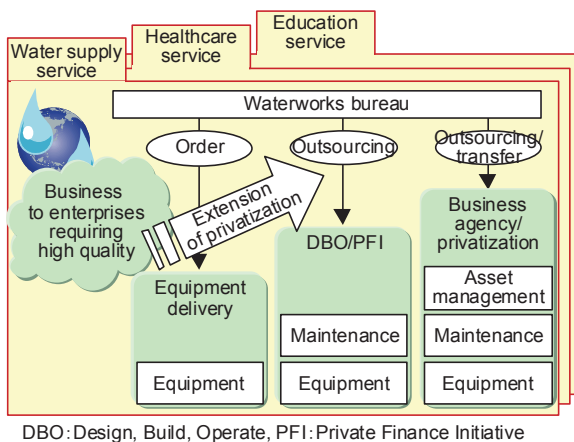 Education
service
Healthcare
service
Water supply
service
Waterworks bureau
Order
Outsourcing
Outsourcing/
transfer
Business
to enterprises
requiring
high quality
Extension
of privatization
Equipment
delivery
Equipment
DBO/PFI
Maintenance
Equipment
Business
agency/
privatization
Asset
management
Maintenance
Equipment
DBO:Design, Build, Operate, PFI:Private Finance Initiative